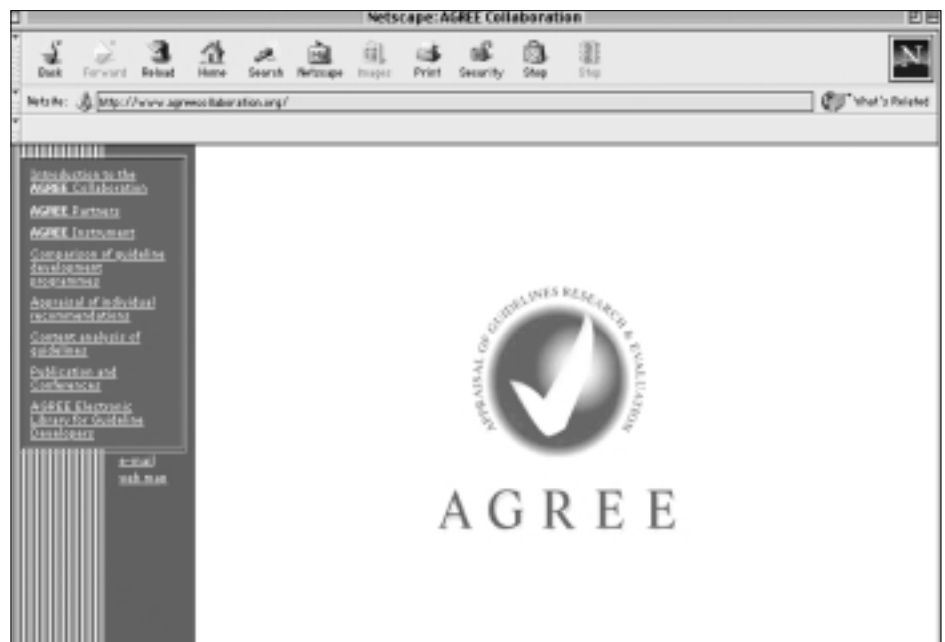 Netscape: AGREE Collaboration
Back Forward Reload Home Search Netscape Images Print Security Shop Stop
Netsite: http://www.agreecollaboration.org/ What's Related
Introduction to the
AGREE Collaboration
AGREE Partners
AGREE Instrument
Comparison of guideline
development
programmes
Appraisal of individual
recommendations
Content analysis of
guidelines
Publication and
Conferences
AGREE Electronic
Library for Guideline
Developers
e-mail
web man
APPRAISAL OF GUIDELINES RESEARCH & EVALUATION
AGREE